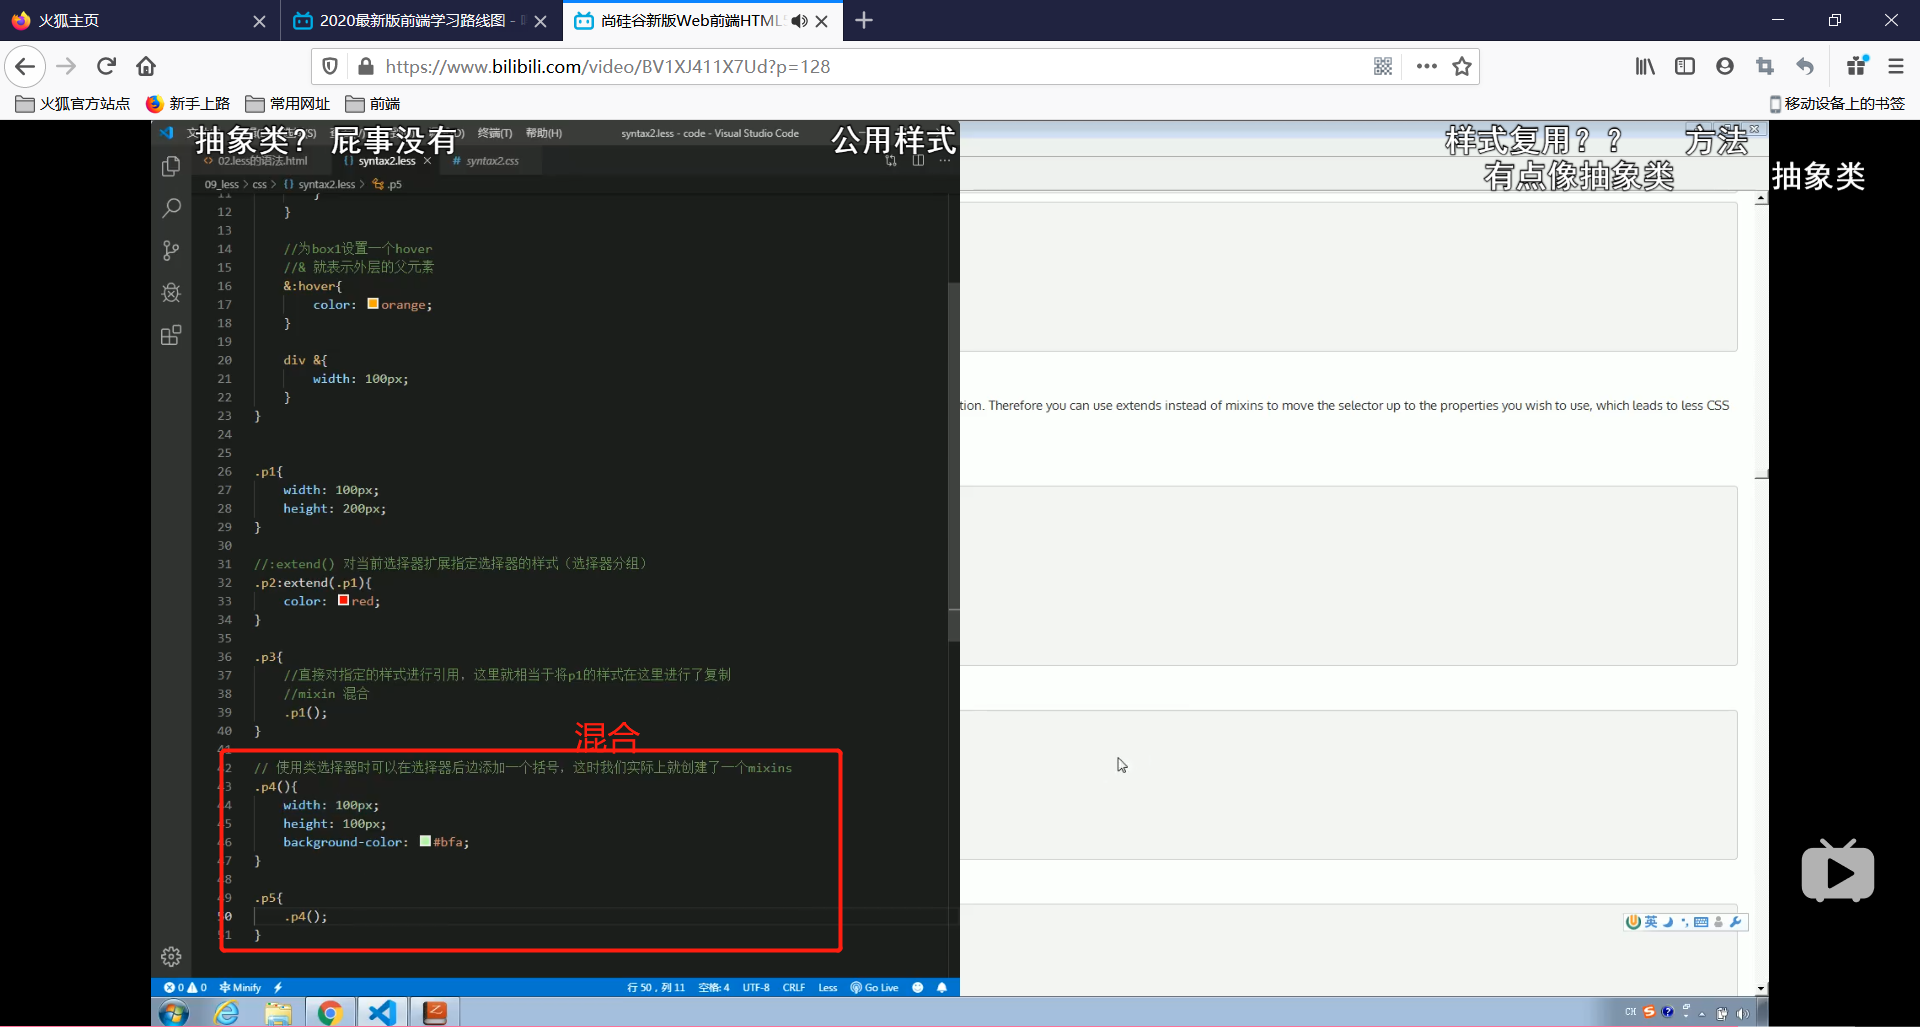 火狐主页
2020最新版前端学习路线图 -
尚硅谷新版Web前端HTML
https://www.bilibili.com/video/BV1XJ411X7Ud?p=128
火狐官方站点
新手上路
常用网址
前端
移动设备上的书签
抽象类？ 屁事没有
公用样式
样式复用？？
方法
有点像抽象类
抽象类
终端(T)
帮助(H)
syntax2.less - code - Visual Studio Code
02.less的语法.html
syntax2.less
syntax2.css
09_less > css > {} syntax2.less > .p5
11 }
12 }
13
14 //为box1设置一个hover
15 //& 就表示外层的父元素
16 &:hover{
17 color: orange;
18 }
19
20 div &{
21 width: 100px;
22 }
23 }
24
25
26 .p1{
27 width: 100px;
28 height: 200px;
29 }
30
31 //:extend() 对当前选择器扩展指定选择器的样式（选择器分组）
32 .p2:extend(.p1){
33 color: red;
34 }
35
36 .p3{
37 //直接对指定的样式进行引用，这里就相当于将p1的样式在这里进行了复制
38 //mixin 混合
39 .p1();
40 }
混合
41
42 // 使用类选择器时可以在选择器后边添加一个括号，这时我们实际上就创建了一个mixins
43 .p4(){
44 width: 100px;
45 height: 100px;
46 background-color: #bfa;
47 }
48
49 .p5{
50 .p4();
51 }
tion. Therefore you can use extends instead of mixins to move the selector up to the properties you wish to use, which leads to less CSS
英
0 0 Minify
行 50，列 11
空格: 4
UTF-8
CRLF
Less
Go Live
CH